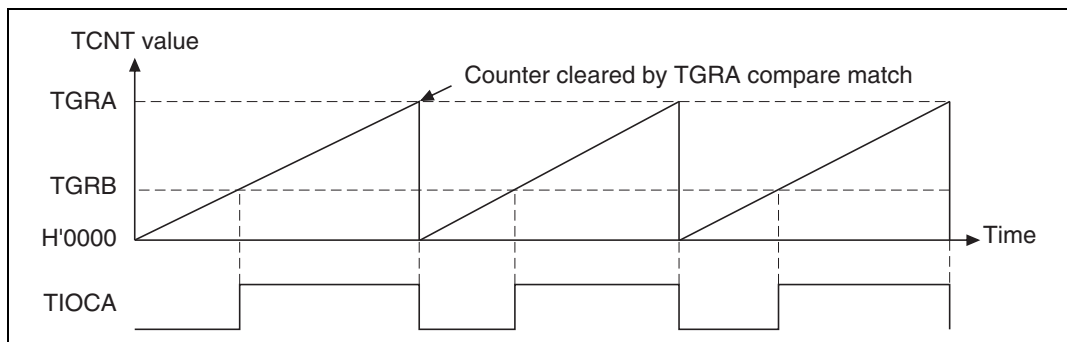 TCNT value
Counter cleared by TGRA compare match
TGRA
TGRB
H'0000
Time
TIOCA